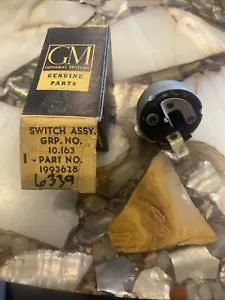 GM
GENERAL MOTORS
GENUINE
PARTS
SWITCH ASSY.
GRP. NO.
10.163
1 - PART NO.
1993628
6339